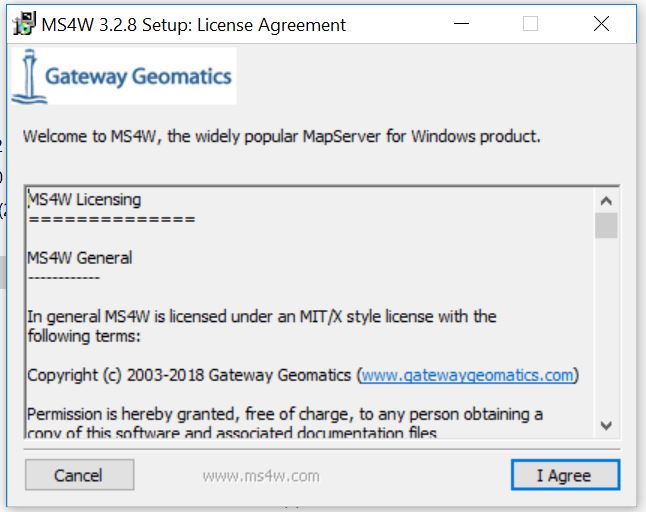 MS4W 3.2.8 Setup: License Agreement
Gateway Geomatics
Welcome to MS4W, the widely popular MapServer for Windows product.
MS4W Licensing
==============
MS4W General
------------
In general MS4W is licensed under an MIT/X style license with the
following terms:
Copyright (c) 2003-2018 Gateway Geomatics (www.gatewaygeomatics.com)
Permission is hereby granted, free of charge, to any person obtaining a
copy of this software and associated documentation files
Cancel
www.ms4w.com
I Agree